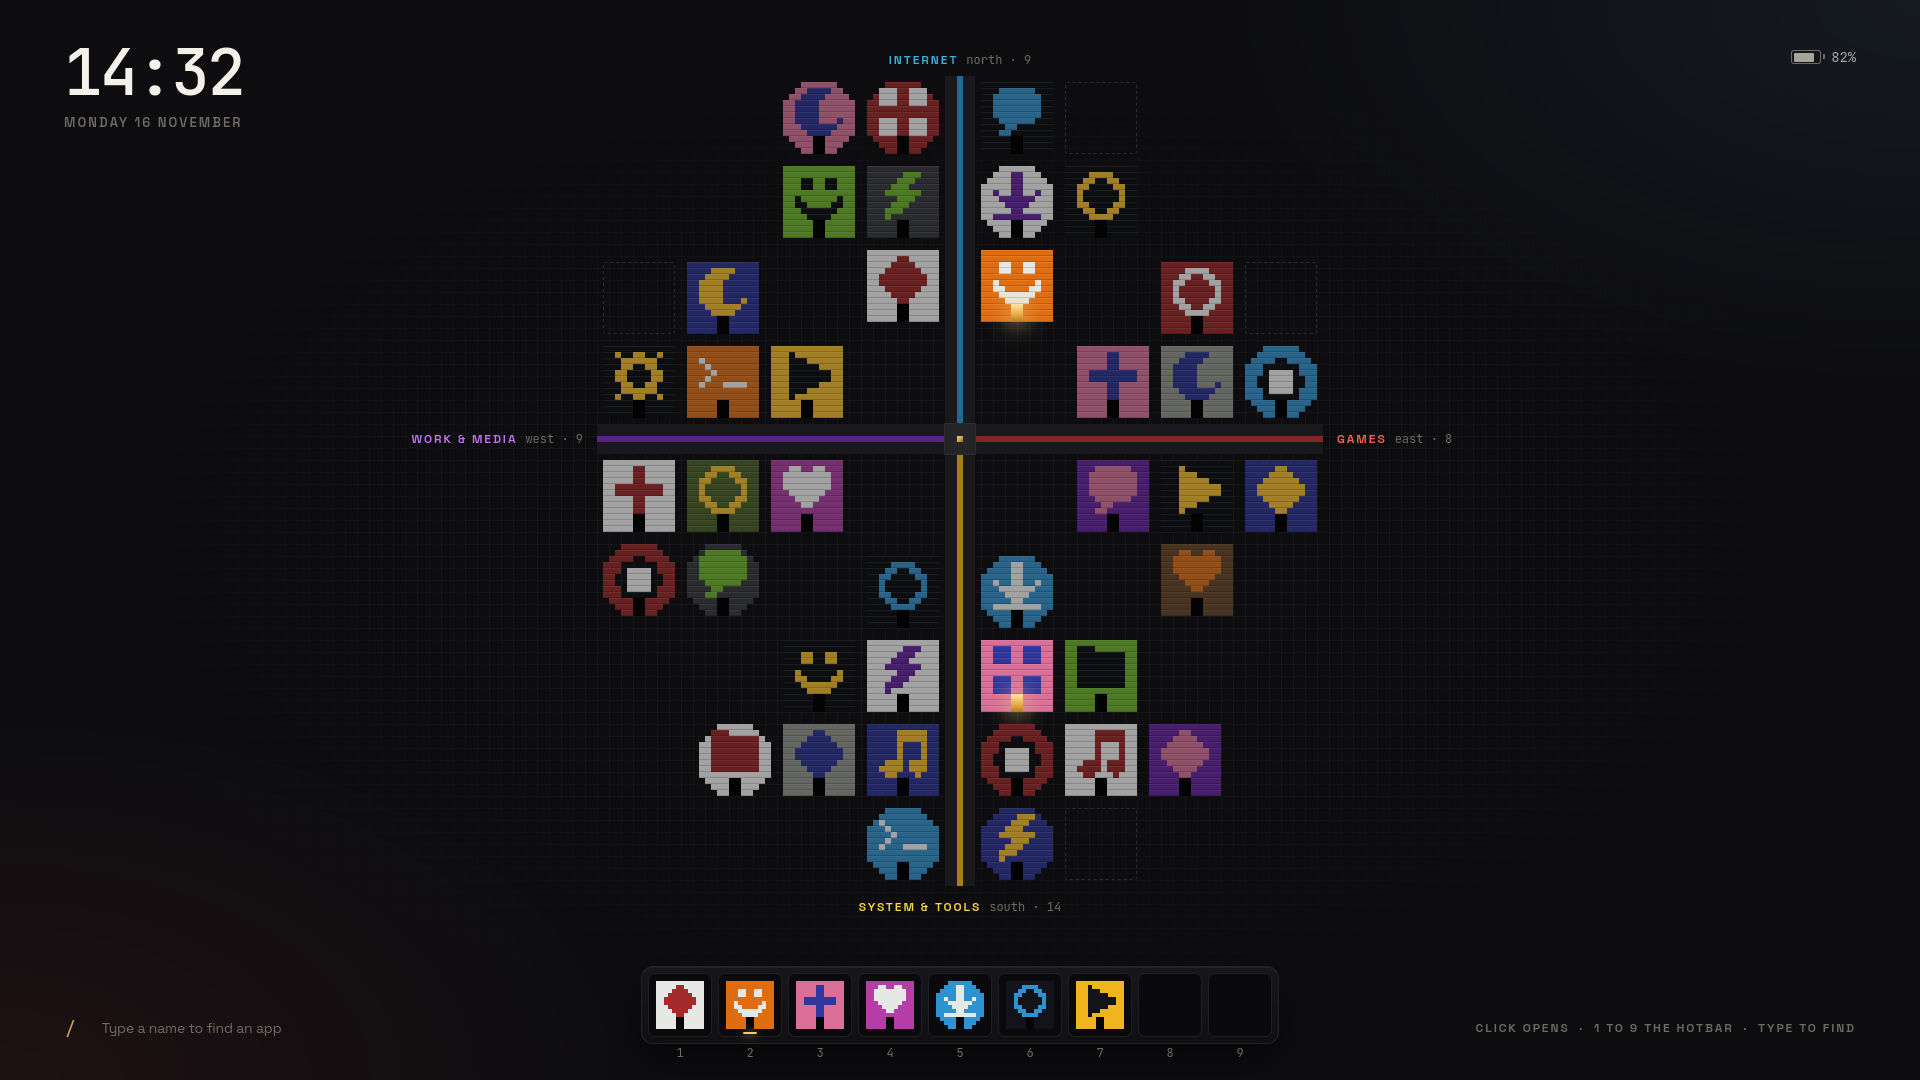 14:32
MONDAY 16 NOVEMBER
INTERNET north · 9
82%
WORK & MEDIA west · 9
GAMES east · 8
SYSTEM & TOOLS south · 14
/ Type a name to find an app
1 2 3 4 5 6 7 8 9
CLICK OPENS · 1 TO 9 THE HOTBAR · TYPE TO FIND